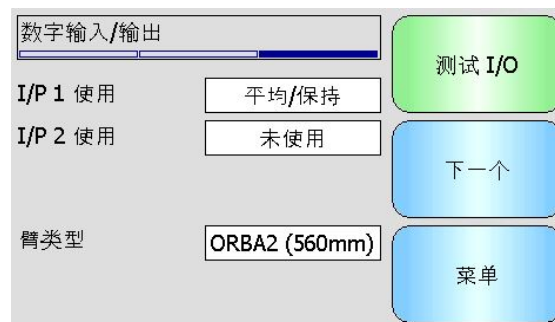 数字输入/输出
测试 I/O
I/P 1 使用
平均/保持
I/P 2 使用
未使用
下一个
臂类型
ORBA2 (560mm)
菜单